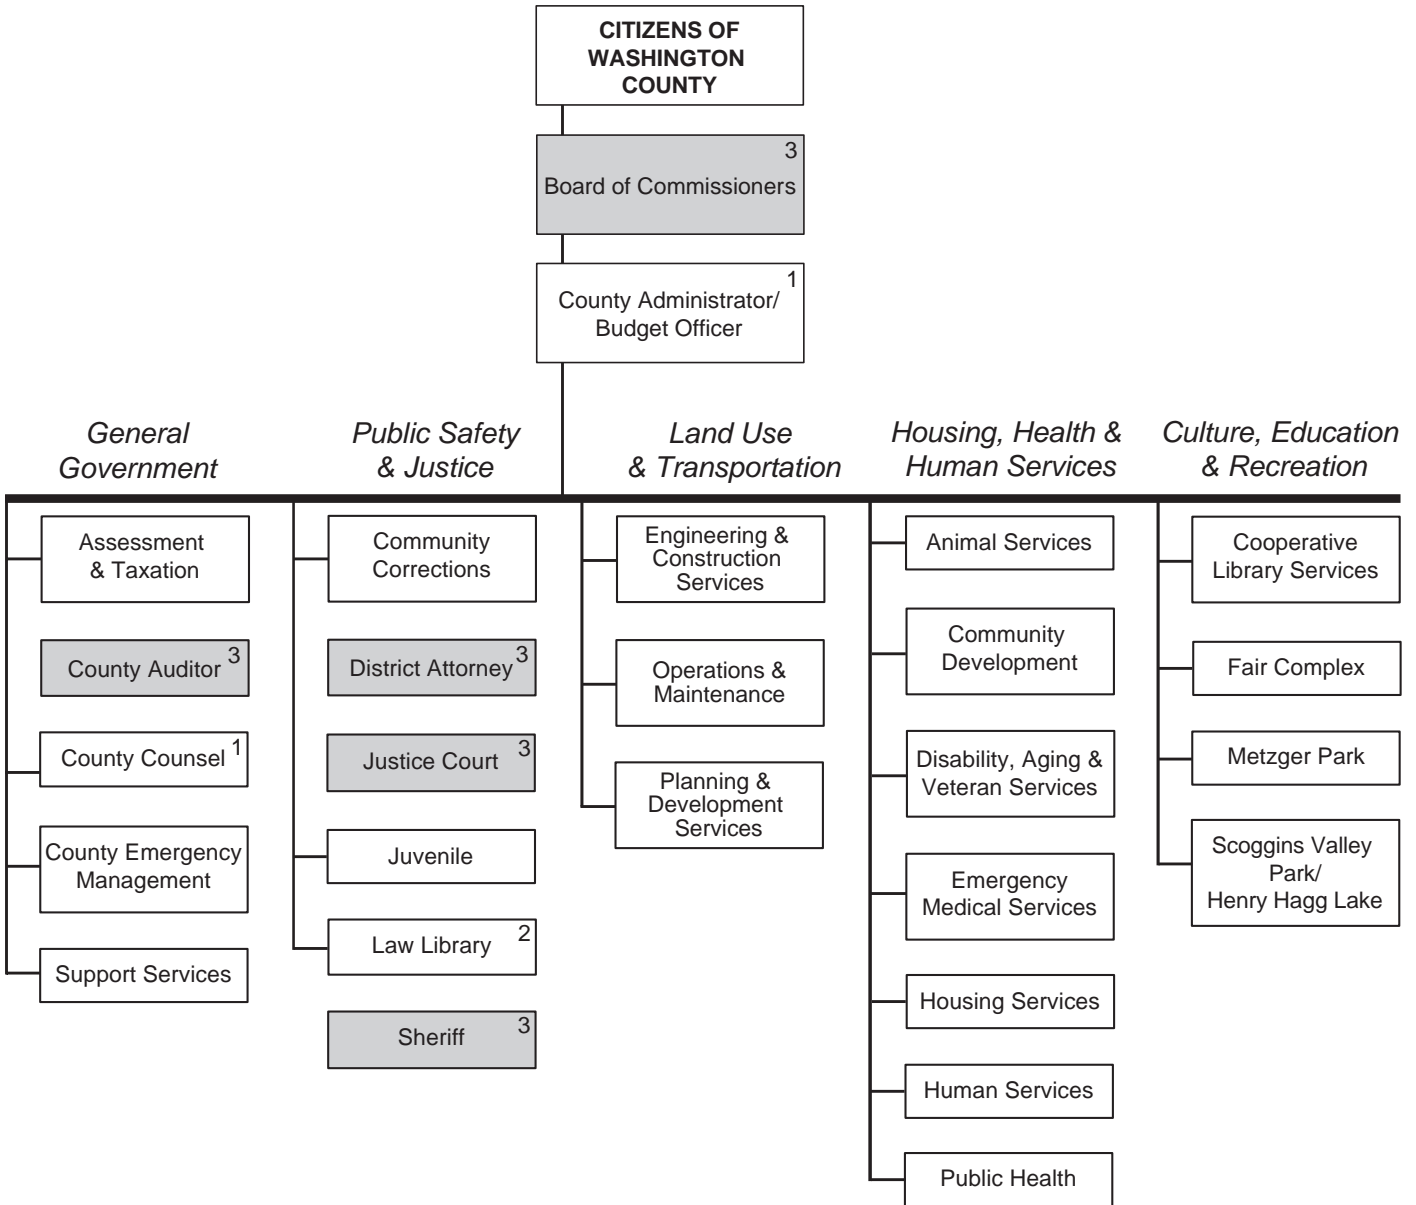 CITIZENS OF
WASHINGTON
COUNTY
3
Board of Commissioners
1
County Administrator/
Budget Officer
General
Government
Public Safety
& Justice
Land Use
& Transportation
Housing, Health &
Human Services
Culture, Education
& Recreation
Assessment
& Taxation
County Auditor 3
County Counsel 1
County Emergency
Management
Support Services
Community
Corrections
District Attorney 3
Justice Court 3
Juvenile
Law Library 2
Sheriff 3
Engineering &
Construction
Services
Operations &
Maintenance
Planning &
Development
Services
Animal Services
Community
Development
Disability, Aging &
Veteran Services
Emergency
Medical Services
Housing Services
Human Services
Public Health
Cooperative
Library Services
Fair Complex
Metzger Park
Scoggins Valley
Park/
Henry Hagg Lake